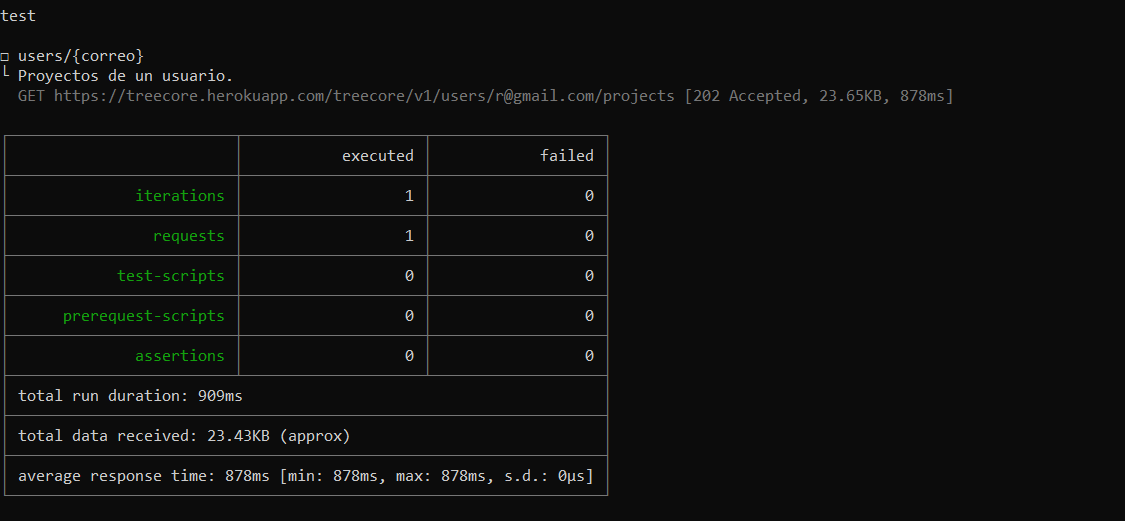 test
□ users/{correo}
└ Proyectos de un usuario.
GET https://treecore.herokuapp.com/treecore/v1/users/r@gmail.com/projects [202 Accepted, 23.65KB, 878ms]
executed failed
iterations 1 0
requests 1 0
test-scripts 0 0
prerequest-scripts 0 0
assertions 0 0
total run duration: 909ms
total data received: 23.43KB (approx)
average response time: 878ms [min: 878ms, max: 878ms, s.d.: 0µs]